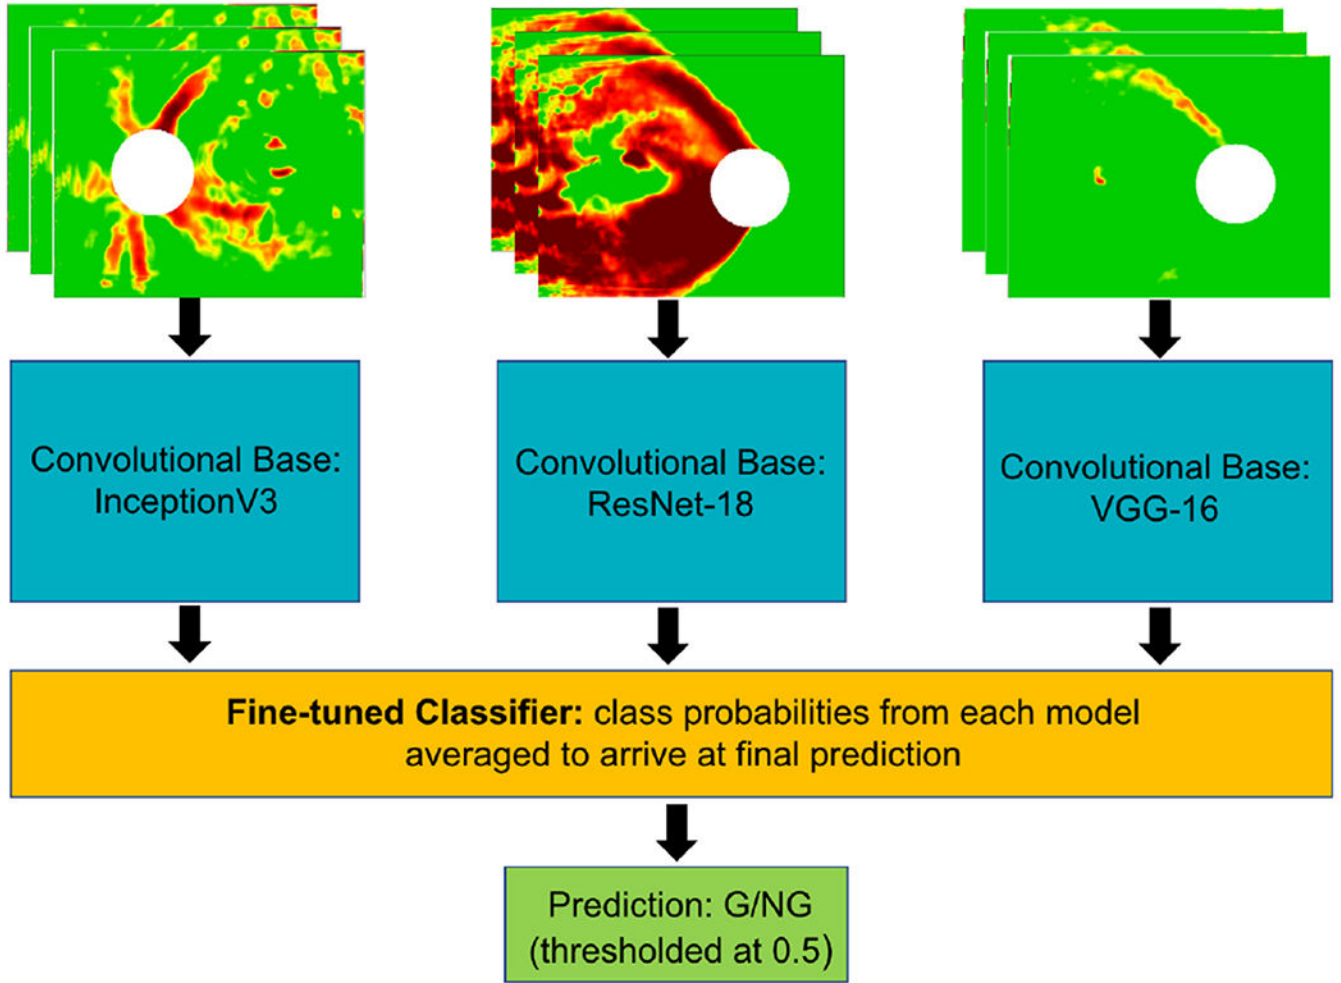 Convolutional Base:
InceptionV3
Convolutional Base:
ResNet-18
Convolutional Base:
VGG-16
Fine-tuned Classifier: class probabilities from each model
averaged to arrive at final prediction
Prediction: G/NG
(thresholded at 0.5)